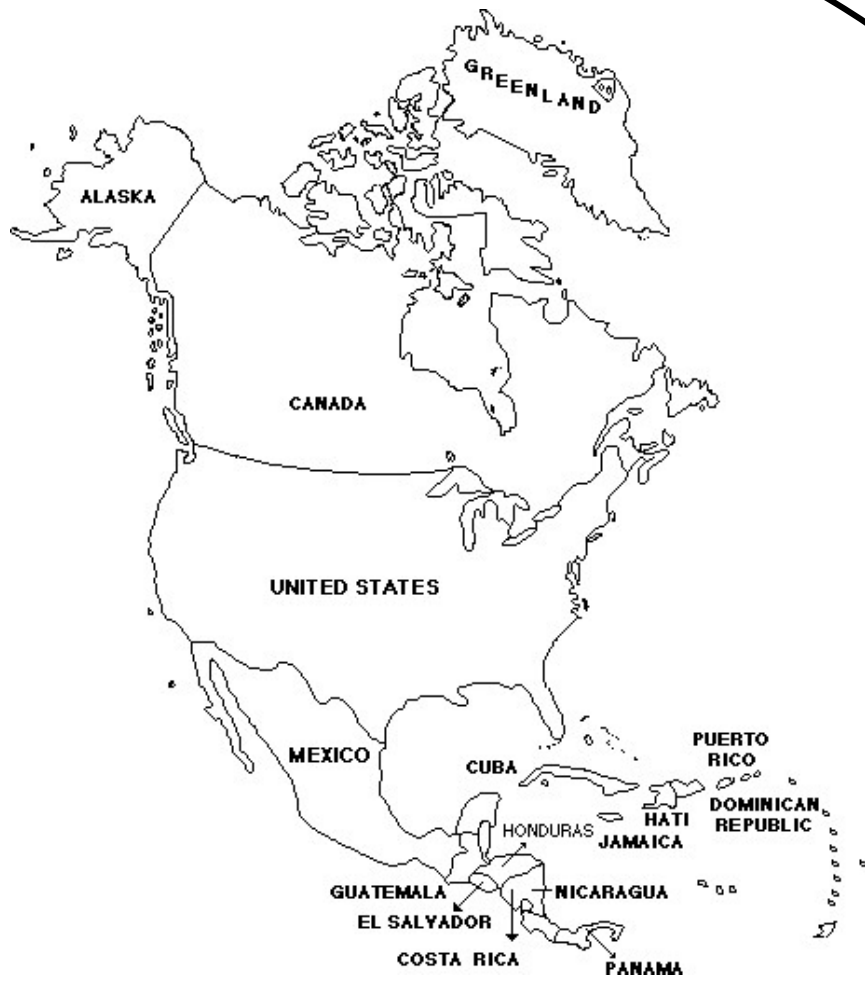 GREENLAND
ALASKA
CANADA
UNITED STATES
MEXICO
CUBA
PUERTO
RICO
DOMINICAN
REPUBLIC
HATI
JAMAICA
HONDURAS
GUATEMALA
NICARAGUA
EL SALYADOR
COSTA RICA
PANAMA